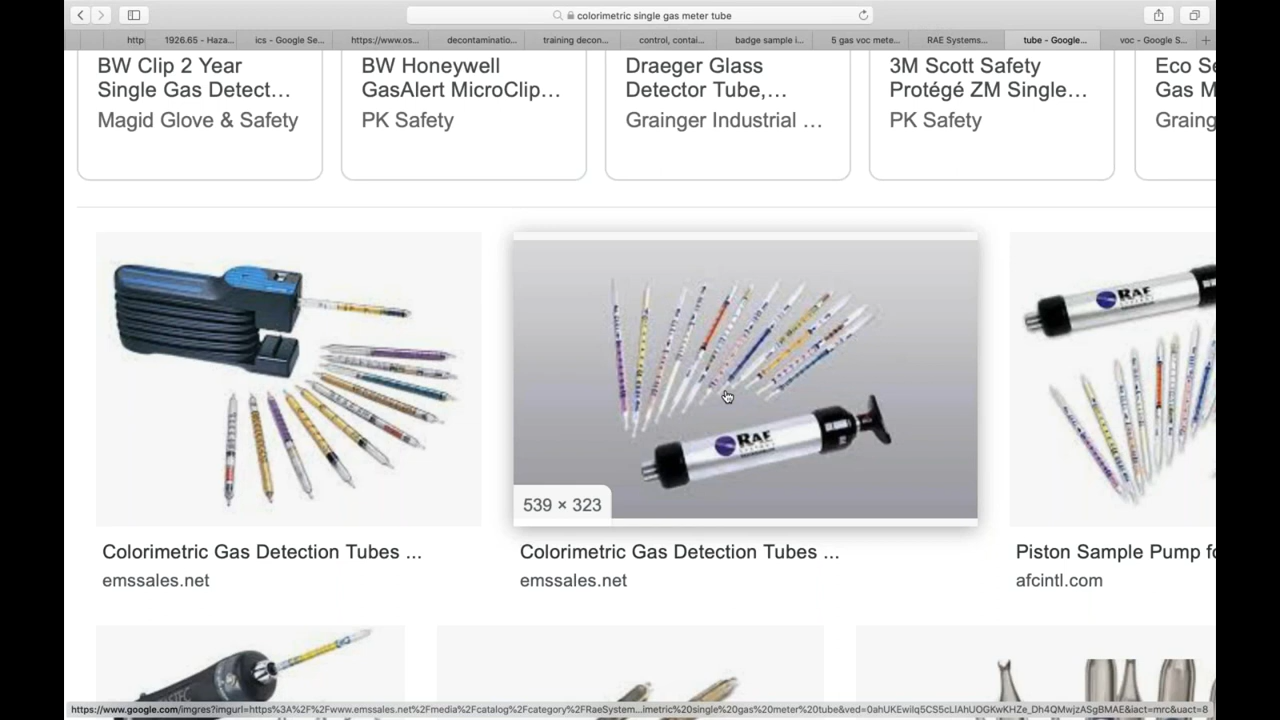 colorimetric single gas meter tube
http
1926.65 - Haza...
ics - Google Se...
https://www.os...
decontaminatio...
training decon...
control, contai...
badge sample i...
5 gas voc mete...
RAE Systems...
tube - Google...
voc - Google S...
BW Clip 2 Year
Single Gas Detect...
Magid Glove & Safety
BW Honeywell
GasAlert MicroClip...
PK Safety
Draeger Glass
Detector Tube,...
Grainger Industrial ...
3M Scott Safety
Protégé ZM Single...
PK Safety
Eco Se
Gas M
Graing
RAE
RAE
539 × 323
Colorimetric Gas Detection Tubes ...
emssales.net
Colorimetric Gas Detection Tubes ...
emssales.net
Piston Sample Pump fo
afcintl.com
https://www.google.com/imgres?imgurl=https%3A%2F%2Fwww.emssales.net%2Fmedia%2Fcatalog%2Fcategory%2FRaeSystem...imetric%20single%20gas%20meter%20tube&ved=0ahUKEwilq5CS5cLIAhUOGKwKHZe_Dh4QMwjzASgBMAE&iact=mrc&uact=8